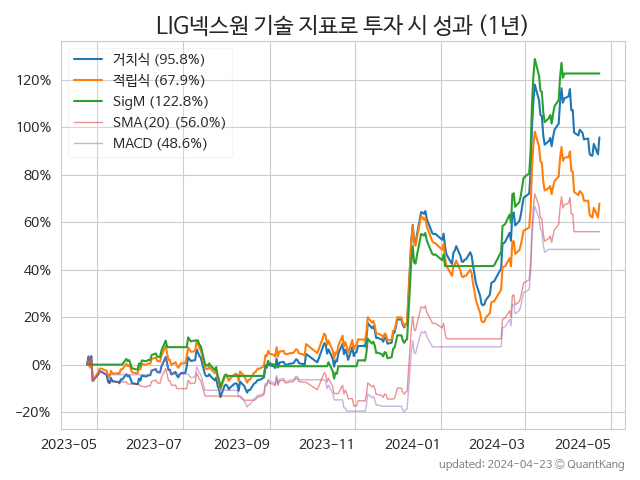 LIG넥스원 기술 지표로 투자 시 성과 (1년)
거치식 (95.8%)
적립식 (67.9%)
SigM (122.8%)
SMA(20) (56.0%)
MACD (48.6%)
120%
100%
80%
60%
40%
20%
0%
−20%
2023-05 2023-07 2023-09 2023-11 2024-01 2024-03 2024-05
updated: 2024-04-23 © QuantKang